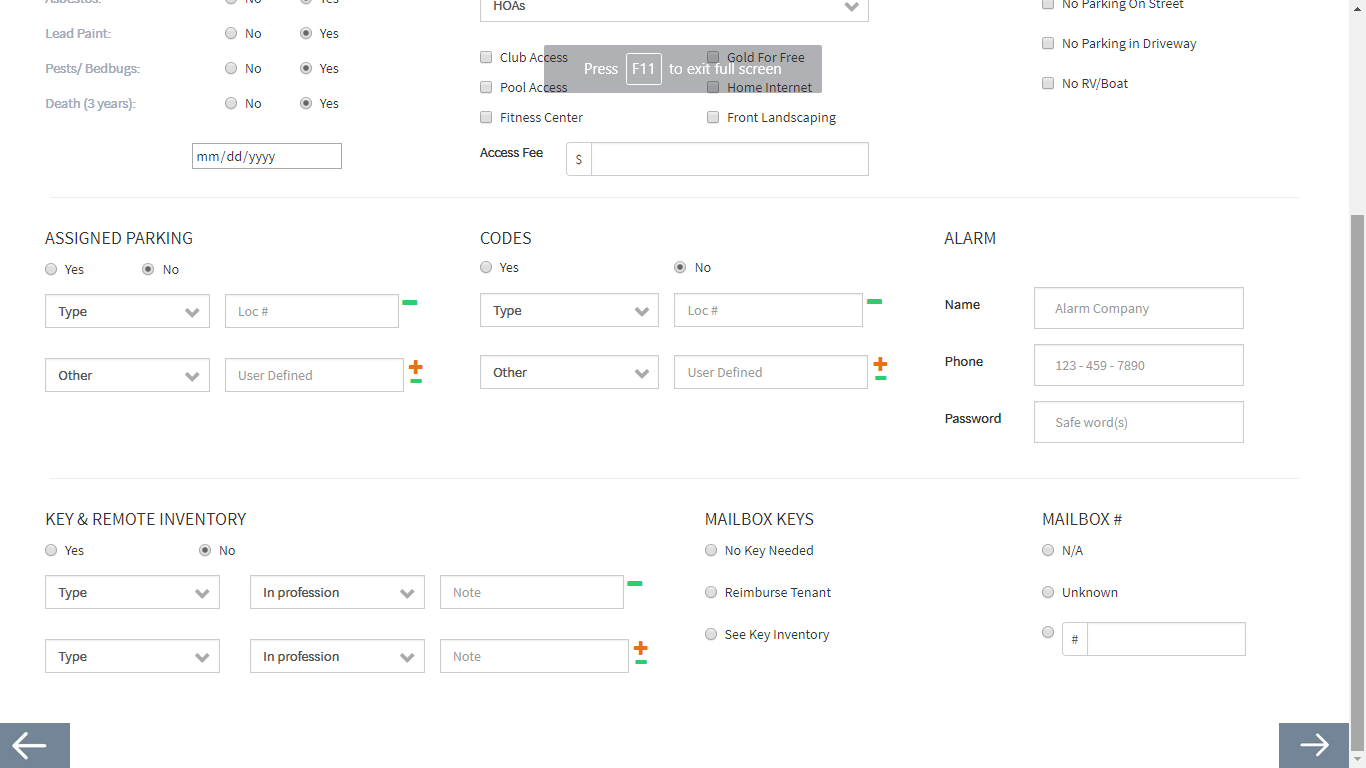 Asbestos: No Yes
HOAs
No Parking On Street
Lead Paint: No Yes
No Parking in Driveway
Club Access Gold For Free
Press F11 to exit full screen
Pests/ Bedbugs: No Yes
Pool Access Home Internet
No RV/Boat
Death (3 years): No Yes
Fitness Center Front Landscaping
mm/dd/yyyy
Access Fee $
ASSIGNED PARKING
Yes No
Type Loc #
Other User Defined
CODES
Yes No
Type Loc #
Other User Defined
ALARM
Name Alarm Company
Phone 123 - 459 - 7890
Password Safe word(s)
KEY & REMOTE INVENTORY
Yes No
Type In profession Note
Type In profession Note
MAILBOX KEYS
No Key Needed
Reimburse Tenant
See Key Inventory
MAILBOX #
N/A
Unknown
#